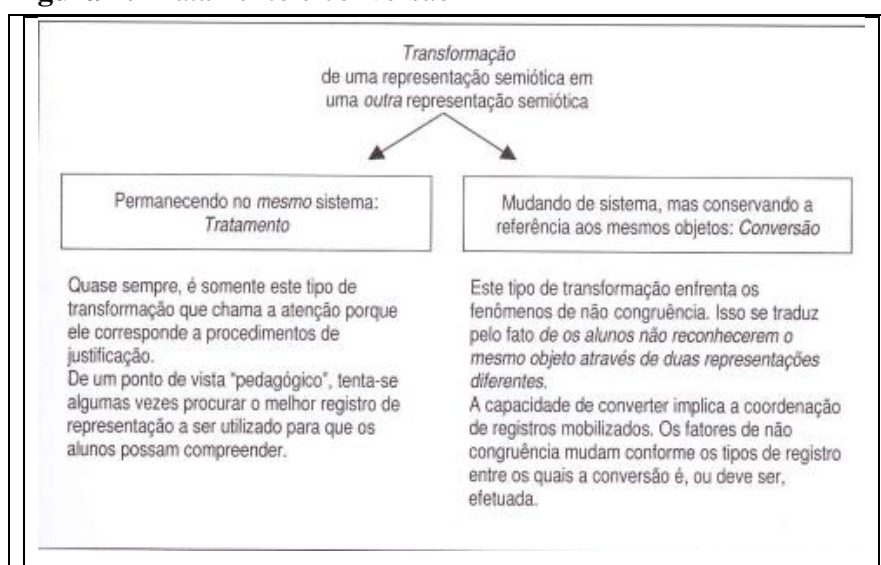 Transformação
de uma representação semiótica em
uma outra representação semiótica
Permanecendo no mesmo sistema:
Tratamento
Mudando de sistema, mas conservando a
referência aos mesmos objetos: Conversão
Quase sempre, é somente este tipo de
transformação que chama a atenção porque
ele corresponde a procedimentos de
justificação.
De um ponto de vista "pedagógico", tenta-se
algumas vezes procurar o melhor registro de
representação a ser utilizado para que os
alunos possam compreender.
Este tipo de transformação enfrenta os
fenômenos de não congruência. Isso se traduz
pelo fato de os alunos não reconhecerem o
mesmo objeto através de duas representações
diferentes.
A capacidade de converter implica a coordenação
de registros mobilizados. Os fatores de não
congruência mudam conforme os tipos de registro
entre os quais a conversão é, ou deve ser,
efetuada.